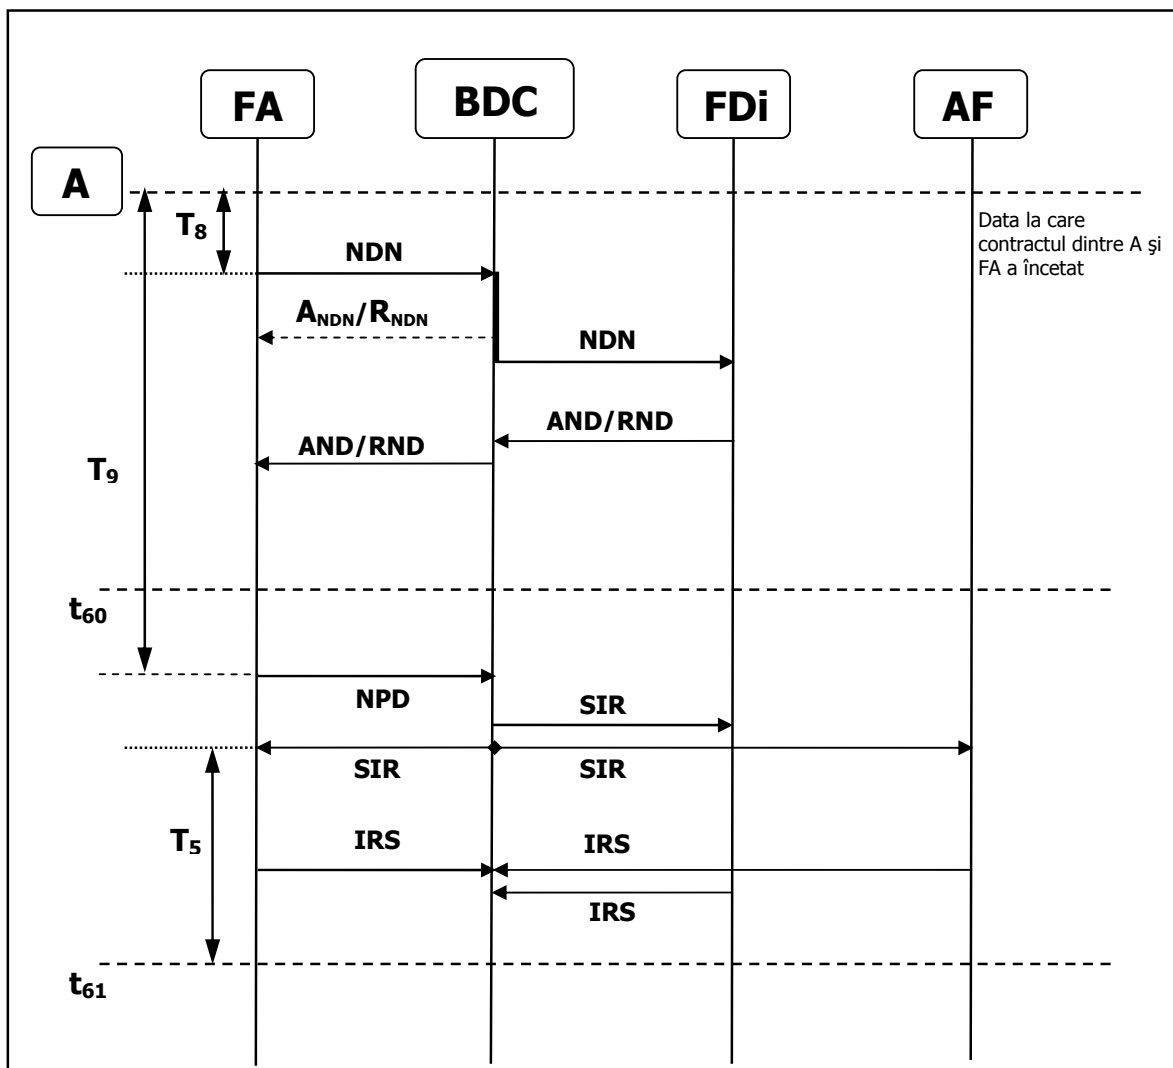 FA
BDC
FDi
AF
A
T8
Data la care
contractul dintre A şi
FA a încetat
NDN
ANDN/RNDN
NDN
AND/RND
AND/RND
T9
t60
NPD
SIR
SIR
SIR
T5
IRS
IRS
IRS
t61